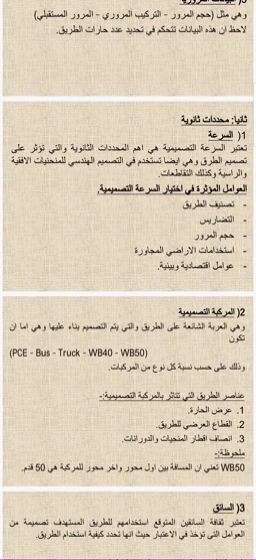 3( البيانات المرورية
وهي مثل (حجم المرور - التركيب المروري - المرور المستقبلي)
لاحظ ان هذه البيانات تتحكم في تحديد عدد حارات الطريق.
ثانيا: محددات ثانوية
1( السرعة
تعتبر السرعة التصميمية هي اهم المحددات الثانوية والتي تؤثر على
تصميم الطرق وهي ايضا تستخدم في التصميم الهندسي للمنحنيات الافقية
والراسية وكذلك التقاطعات.
العوامل المؤثرة في اختيار السرعة التصميمية.
- تصنيف الطريق
- التضاريس
- حجم المرور
- استخدامات الاراضي المجاورة
- عوامل اقتصادية وبيئية.
2( المركبة التصميمية
وهي العربة الشائعة على الطريق والتي يتم التصميم بناء عليها وهي اما ان
تكون
(PCE - Bus - Truck - WB40 - WB50)
وذلك على حسب نسبة كل نوع من المركبات.
عناصر الطريق التي تتاثر بالمركبة التصميمية:-
1. عرض الحارة.
2. القطاع العرضي للطريق.
3. انصاف اقطار المنحنيات والدورانات.
ملحوظة:-
WB50 تعني ان المسافة بين اول محور واخر محور للمركبة هي 50 قدم.
3( السائق
تعتبر ثقافة السائقين المتوقع استخدامهم للطريق المستهدف تصميمة من
العوامل التى تؤخذ في الاعتبار حيث انها تحدد كيفية استخدام الطريق.